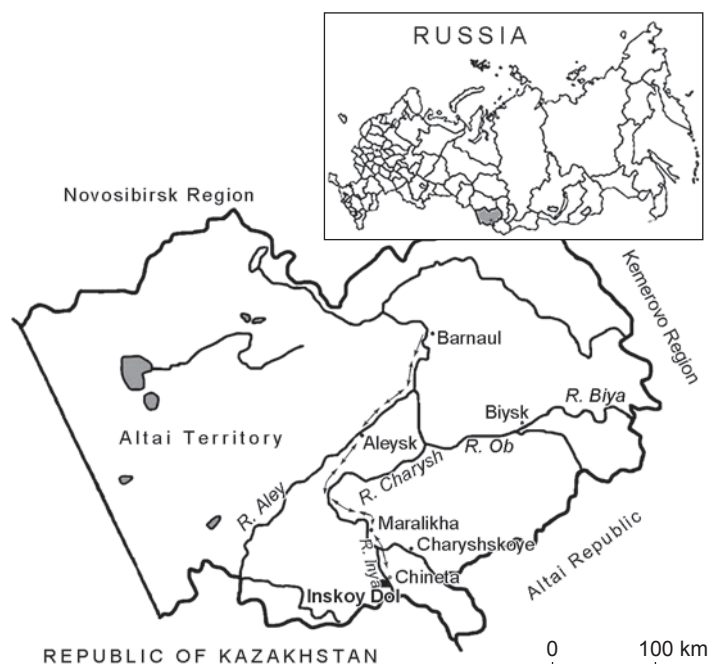 RUSSIA
Novosibirsk Region
Kemerovo Region
Barnaul
R. Biya
Biysk
Altai Territory
Aleysk
R. Ob
R. Charysh
R. Aley
Maralikha
Charyshskoye
R. Inya
Altai Republic
Chineta
Inskoy Dol
REPUBLIC OF KAZAKHSTAN
0 100 km